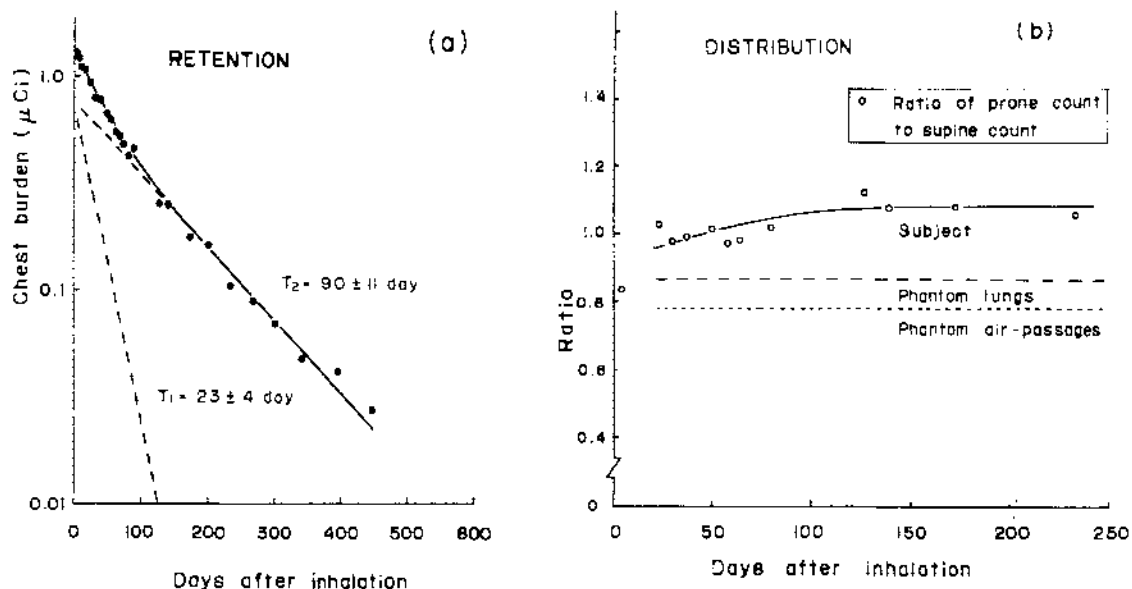 (a)
RETENTION
Chest burden (μCi)
1.0
0.1
0.01
T₂= 90 ± 11 day
T₁= 23 ± 4 day
0 100 200 300 400 500 600 800
Days after inhalation
(b)
DISTRIBUTION
Ratio of prone count
to supine count
Ratio
1.4
1.2
1.0
0.8
0.6
0.4
0
Subject
Phantom lungs
Phantom air-passages
0 50 100 150 200 250
Days after inhalation